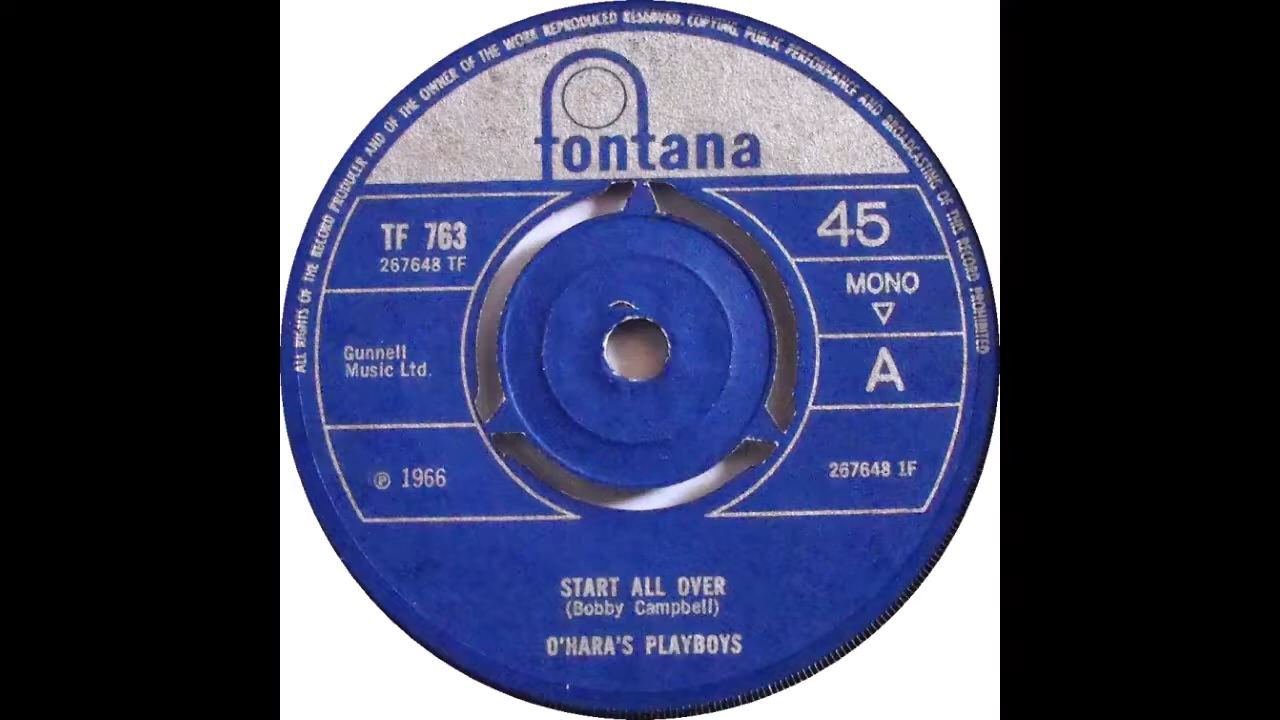 ALL RIGHTS OF THE RECORD PRODUCER AND OF THE OWNER OF THE WORK REPRODUCED RESERVED. COPYING, PUBLIC PERFORMANCE AND BROADCASTING OF THIS RECORD PROHIBITED
fontana
TF 763
267648 TF
45
MONO
Gunnell
Music Ltd.
A
℗ 1966
267648 1F
START ALL OVER
(Bobby Campbell)
O'HARA'S PLAYBOYS